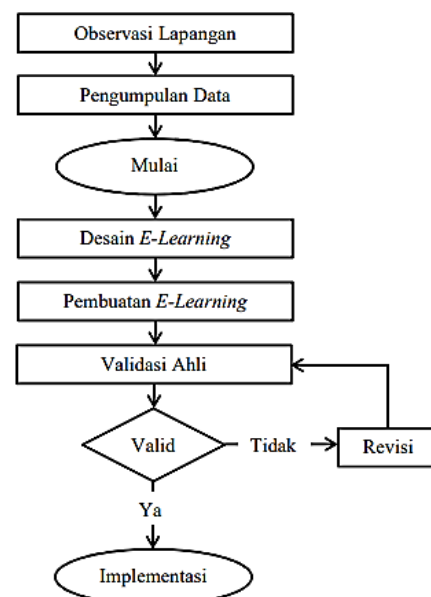 Observasi Lapangan
Pengumpulan Data
Mulai
Desain E-Learning
Pembuatan E-Learning
Validasi Ahli
Valid
Tidak
Revisi
Ya
Implementasi